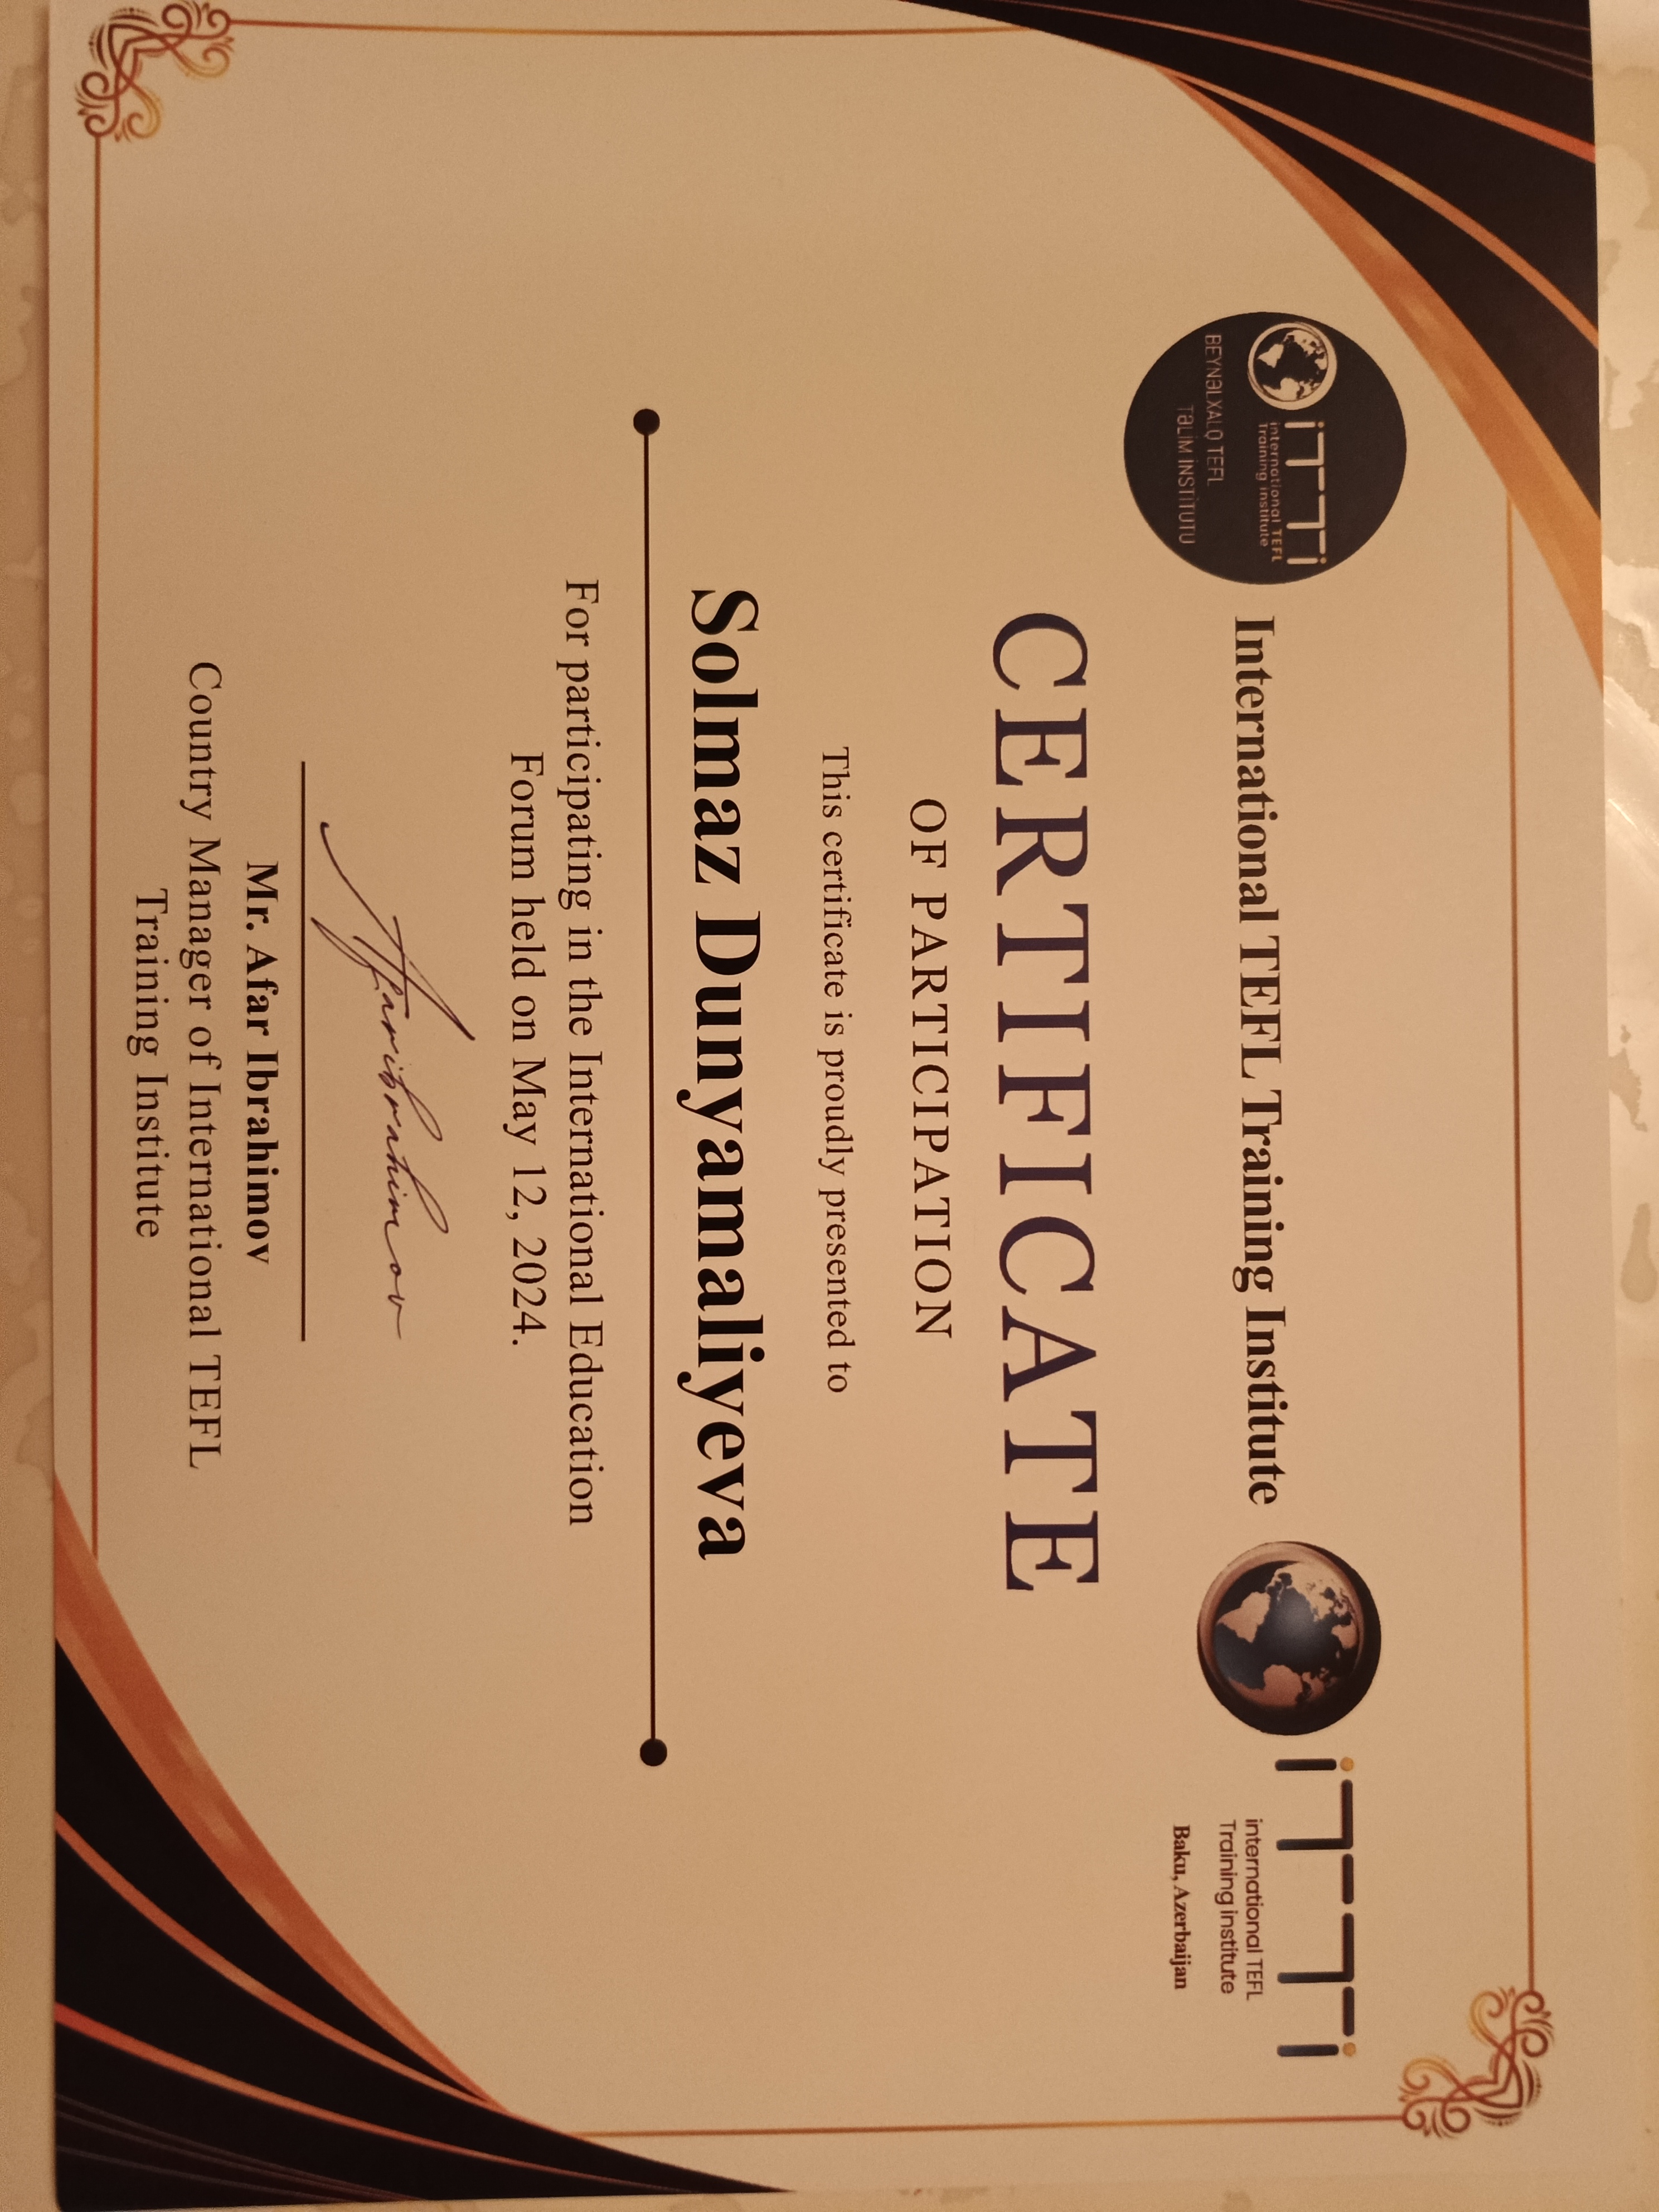 iTTi
international TEFL
Training institute
BEYNƏLXALQ TEFL
TƏLİM İNSTİTUTU
International TEFL Training Institute
iTTi
international TEFL
Training institute
Baku, Azerbaijan
CERTIFICATE
OF PARTICIPATION
This certificate is proudly presented to
Solmaz Dunyamaliyeva
For participating in the International Education
Forum held on May 12, 2024.
Afaribrahimov
Mr. Afar Ibrahimov
Country Manager of International TEFL
Training Institute